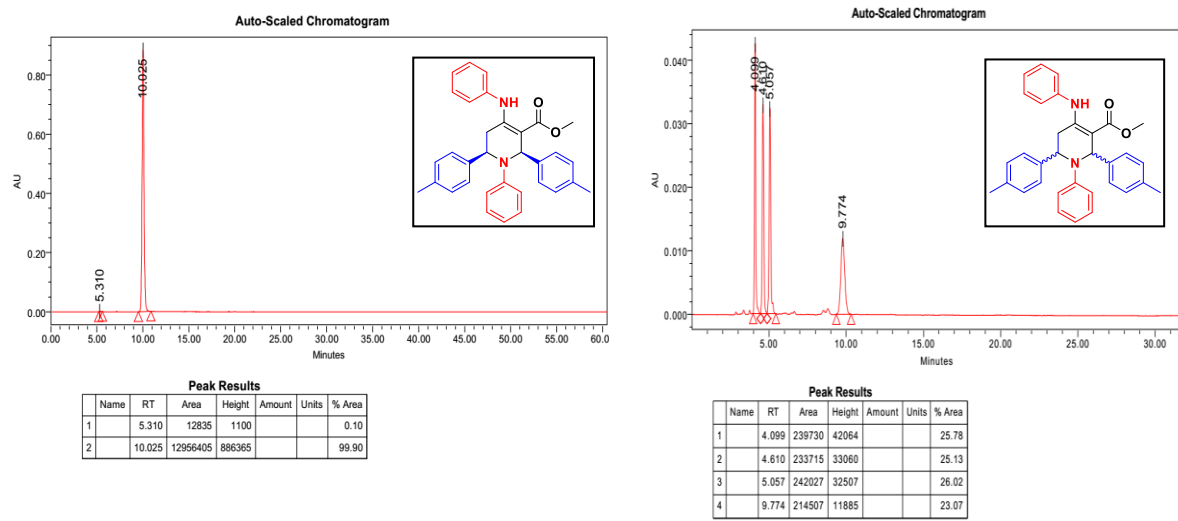 Auto-Scaled Chromatogram
AU
0.80
0.60
0.40
0.20
0.00
5.310
10.025
NH
O
O
N
0.00 5.00 10.00 15.00 20.00 25.00 30.00 35.00 40.00 45.00 50.00 55.00 60.0
Minutes
Peak Results
Name RT Area Height Amount Units % Area
1 5.310 12835 1100 0.10
2 10.025 12956405 886365 99.90
Auto-Scaled Chromatogram
AU
0.040
0.030
0.020
0.010
0.000
4.099
4.610
5.057
9.774
NH
O
O
N
5.00 10.00 15.00 20.00 25.00 30.00
Minutes
Peak Results
Name RT Area Height Amount Units % Area
1 4.099 239730 42064 25.78
2 4.610 233715 33060 25.13
3 5.057 242027 32507 26.02
4 9.774 214507 11885 23.07